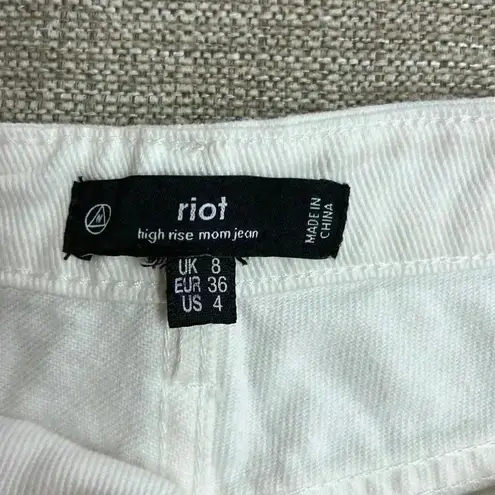 riot
high rise mom jean
MADE IN
CHINA
UK 8
EUR 36
US 4